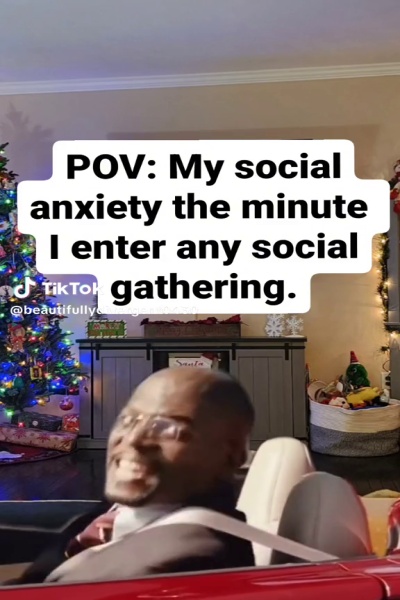 POV: My social
anxiety the minute
I enter any social
gathering.
TikTok
Santa